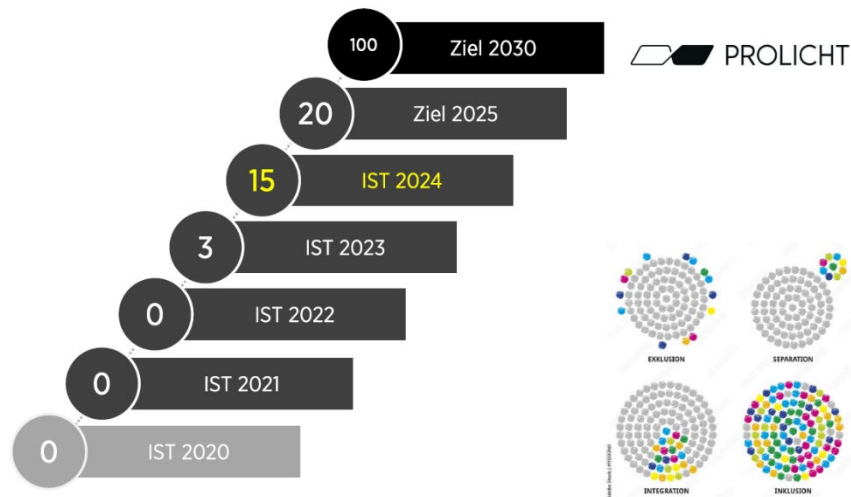 100
Ziel 2030
PROLICHT
20
Ziel 2025
15
IST 2024
3
IST 2023
0
IST 2022
0
IST 2021
0
IST 2020
EXKLUSION
SEPARATION
INTEGRATION
INKLUSION